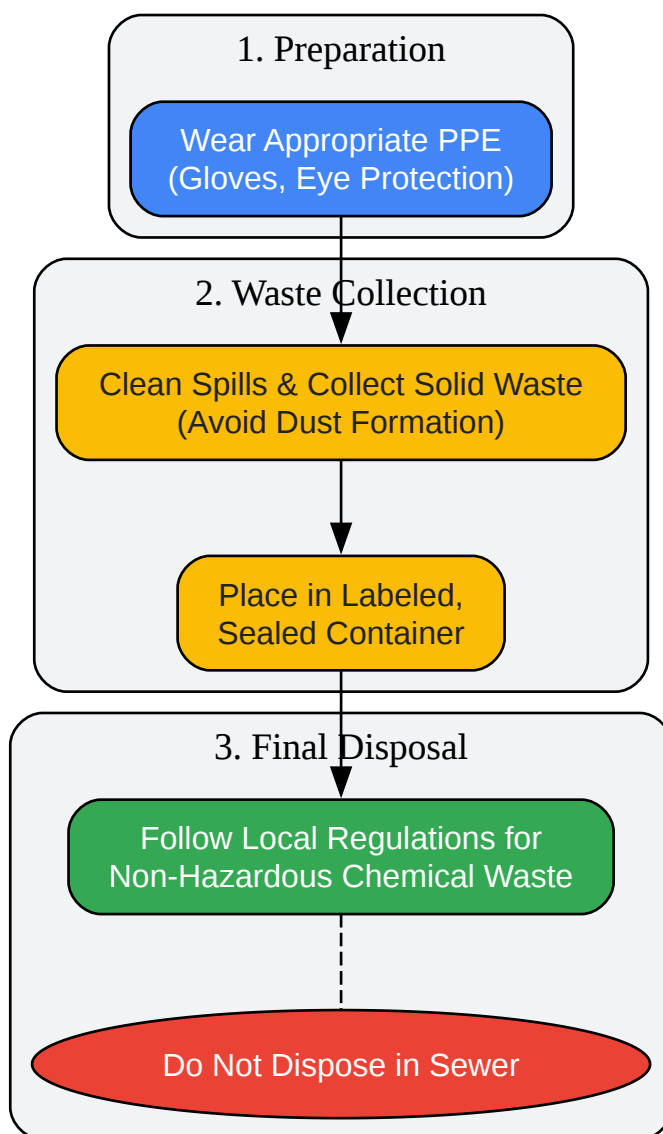 1. Preparation
Wear Appropriate PPE
(Gloves, Eye Protection)
2. Waste Collection
Clean Spills & Collect Solid Waste
(Avoid Dust Formation)
Place in Labeled,
Sealed Container
3. Final Disposal
Follow Local Regulations for
Non-Hazardous Chemical Waste
Do Not Dispose in Sewer